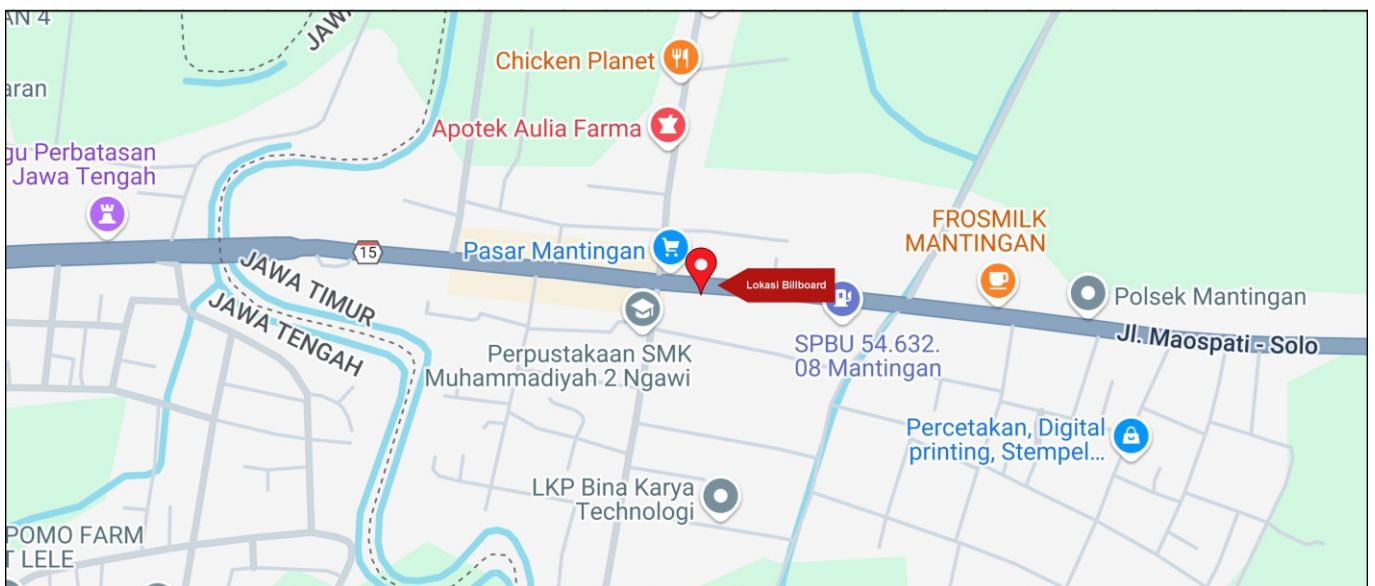 AN 4
JAWA
Chicken Planet
aran
Apotek Aulia Farma
gu Perbatasan
Jawa Tengah
FROSMILK
MANTINGAN
15
Pasar Mantingan
JAWA TIMUR
JAWA TENGAH
Lokasi Billboard
Polsek Mantingan
Jl. Maospati - Solo
SPBU 54.632.
08 Mantingan
Perpustakaan SMK
Muhammadiyah 2 Ngawi
Percetakan, Digital
printing, Stempel...
LKP Bina Karya
Technologi
POMO FARM
T LELE